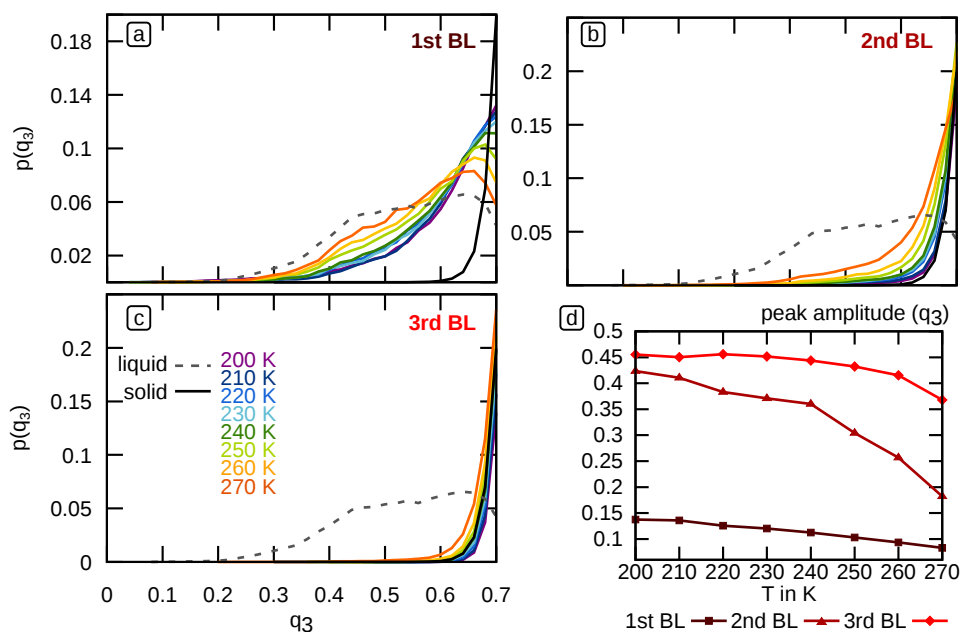 a
1st BL
0.18
0.14
0.1
0.06
0.02
p(q3)
b
2nd BL
0.2
0.15
0.1
0.05
0
c
3rd BL
liquid
solid
200 K
210 K
220 K
230 K
240 K
250 K
260 K
270 K
0.2
0.15
0.1
0.05
0
p(q3)
0 0.1 0.2 0.3 0.4 0.5 0.6 0.7
q3
d
peak amplitude (q3)
0.5
0.45
0.4
0.35
0.3
0.25
0.2
0.15
0.1
200 210 220 230 240 250 260 270
T in K
1st BL 2nd BL 3rd BL